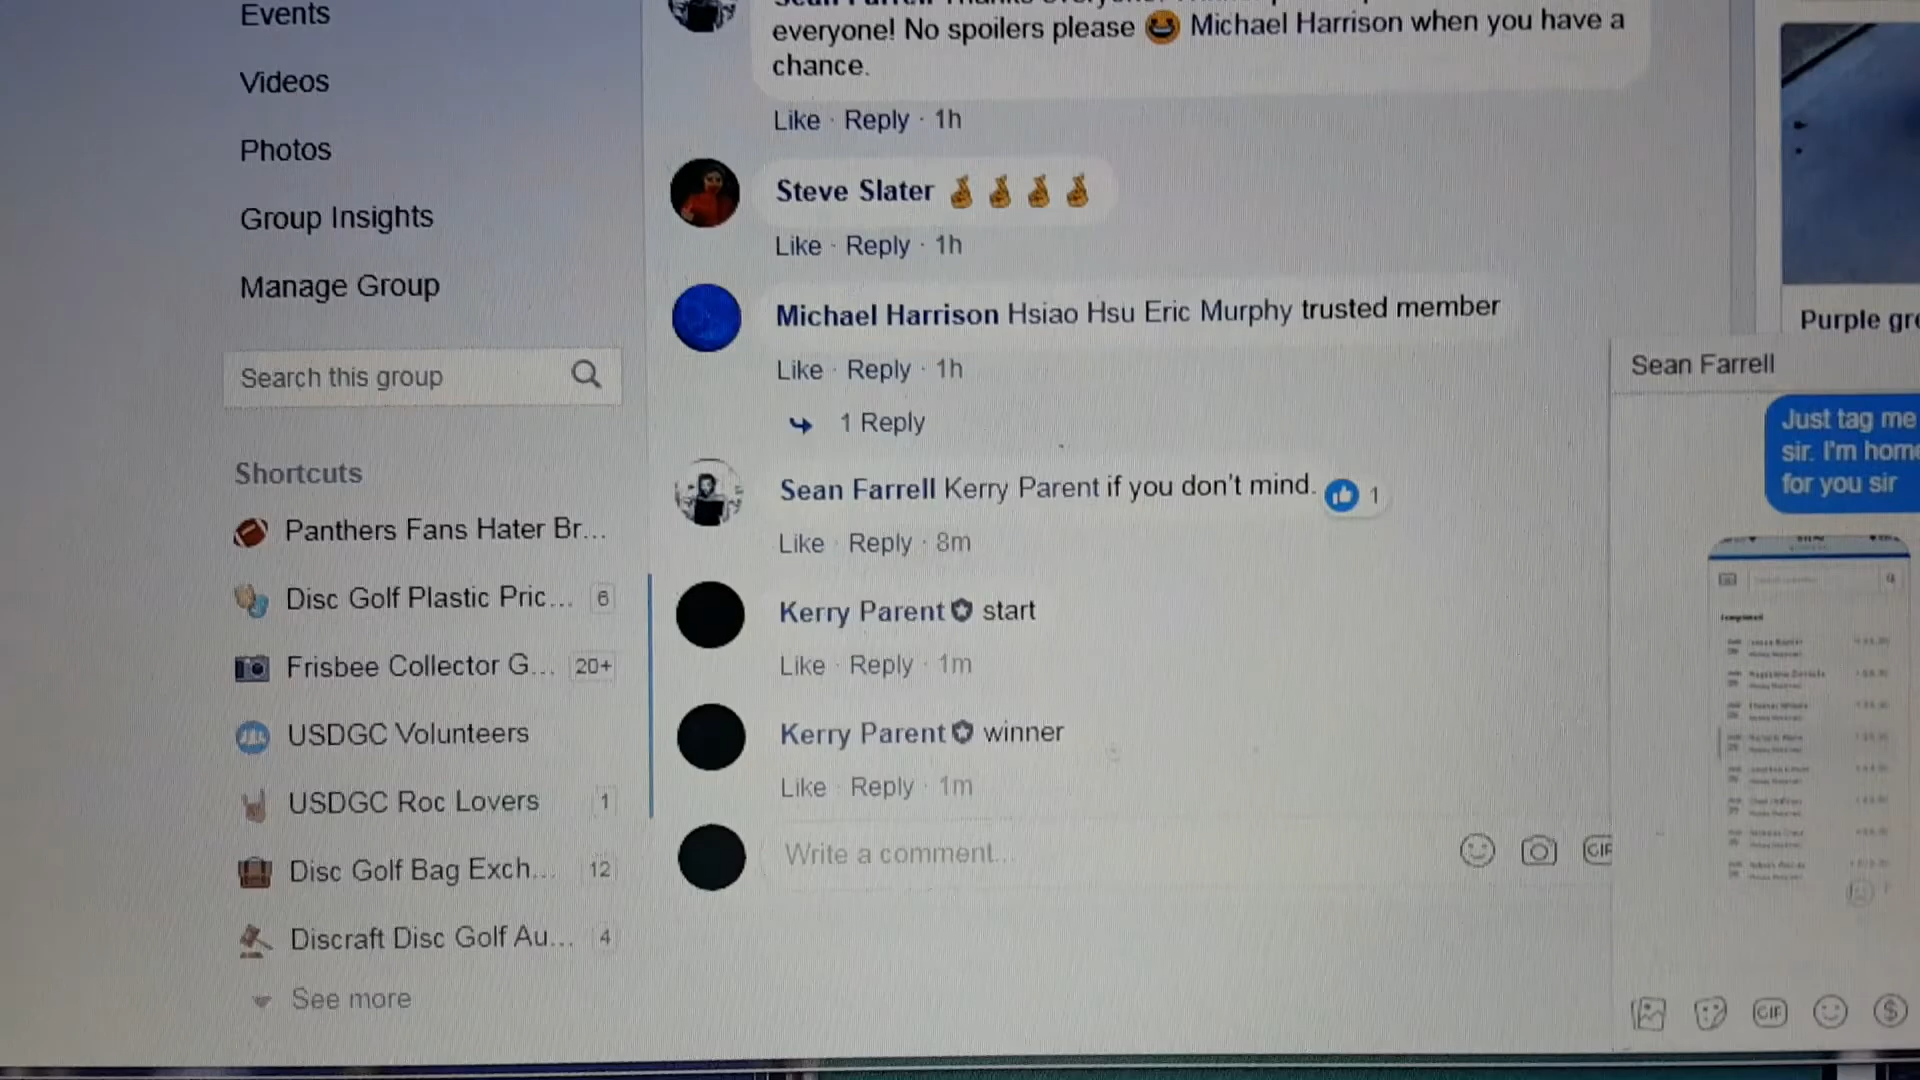 Events
Videos
Photos
Group Insights
Manage Group
Search this group
Shortcuts
Panthers Fans Hater Br...
Disc Golf Plastic Pric... 6
Frisbee Collector G... 20+
USDGC Volunteers
USDGC Roc Lovers 1
Disc Golf Bag Exch... 12
Discraft Disc Golf Au... 4
See more
everyone! No spoilers please 😆 Michael Harrison when you have a
chance.
Like · Reply · 1h
Steve Slater 🤞 🤞 🤞 🤞
Like · Reply · 1h
Michael Harrison Hsiao Hsu Eric Murphy trusted member
Like · Reply · 1h
1 Reply
Sean Farrell Kerry Parent if you don't mind. 1
Like · Reply · 8m
Kerry Parent start
Like · Reply · 1m
Kerry Parent winner
Like · Reply · 1m
Write a comment...
GIF
Purple gre
Sean Farrell
Just tag me
sir. I'm home
for you sir
GIF
$